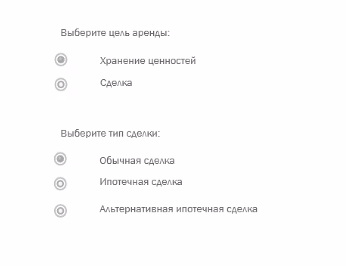 Выберите цель аренды:
Хранение ценностей
Сделка
Выберите тип сделки:
Обычная сделка
Ипотечная сделка
Альтернативная ипотечная сделка